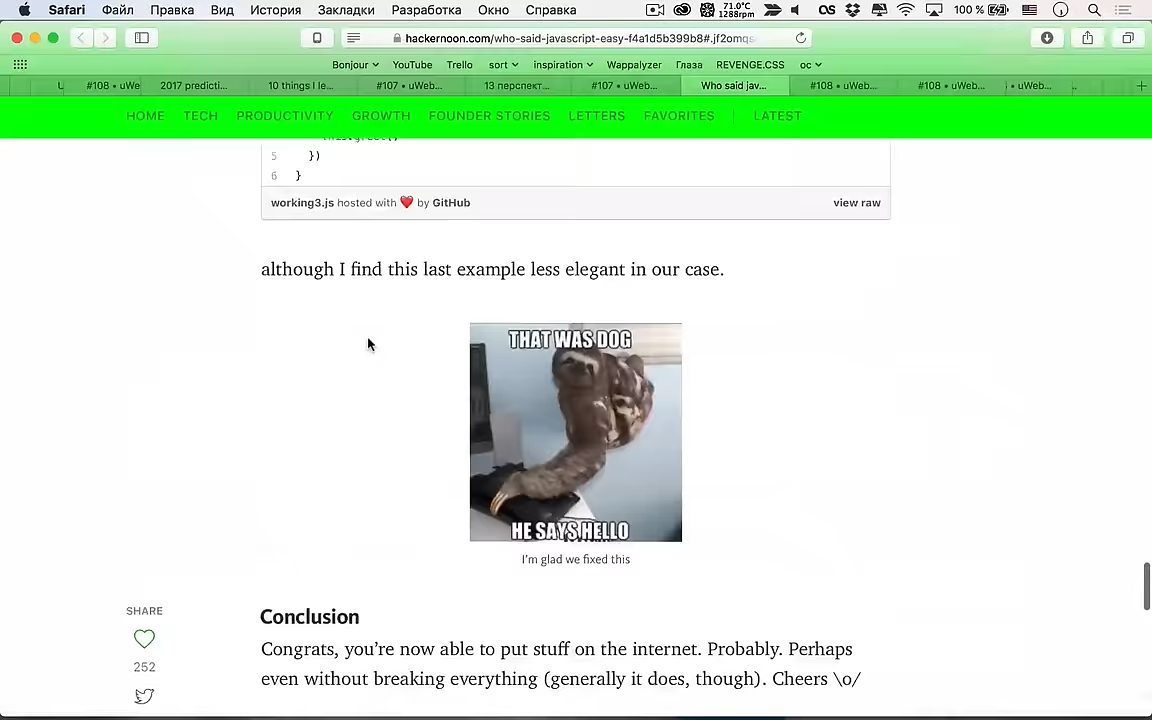 Safari Файл Правка Вид История Закладки Разработка Окно Справка 71.0°C 1288rpm 100 %
hackernoon.com/who-said-javascript-easy-f4a1d5b399b8#.jf2omqs
Bonjour YouTube Trello sort inspiration Wappalyzer Глаза REVENGE.CSS ос
#108 • uWe 2017 predicti... 10 things I le... #107 • uWeb... 13 перспект... #107 • uWeb... Who said jav... #108 • uWeb... #108 • uWeb... • uWeb...
HOME TECH PRODUCTIVITY GROWTH FOUNDER STORIES LETTERS FAVORITES LATEST
5 })
6 }
working3.js hosted with ❤ by GitHub view raw
although I find this last example less elegant in our case.
THAT WAS DOG
HE SAYS HELLO
I'm glad we fixed this
SHARE
252
Conclusion
Congrats, you're now able to put stuff on the internet. Probably. Perhaps
even without breaking everything (generally it does, though). Cheers \o/